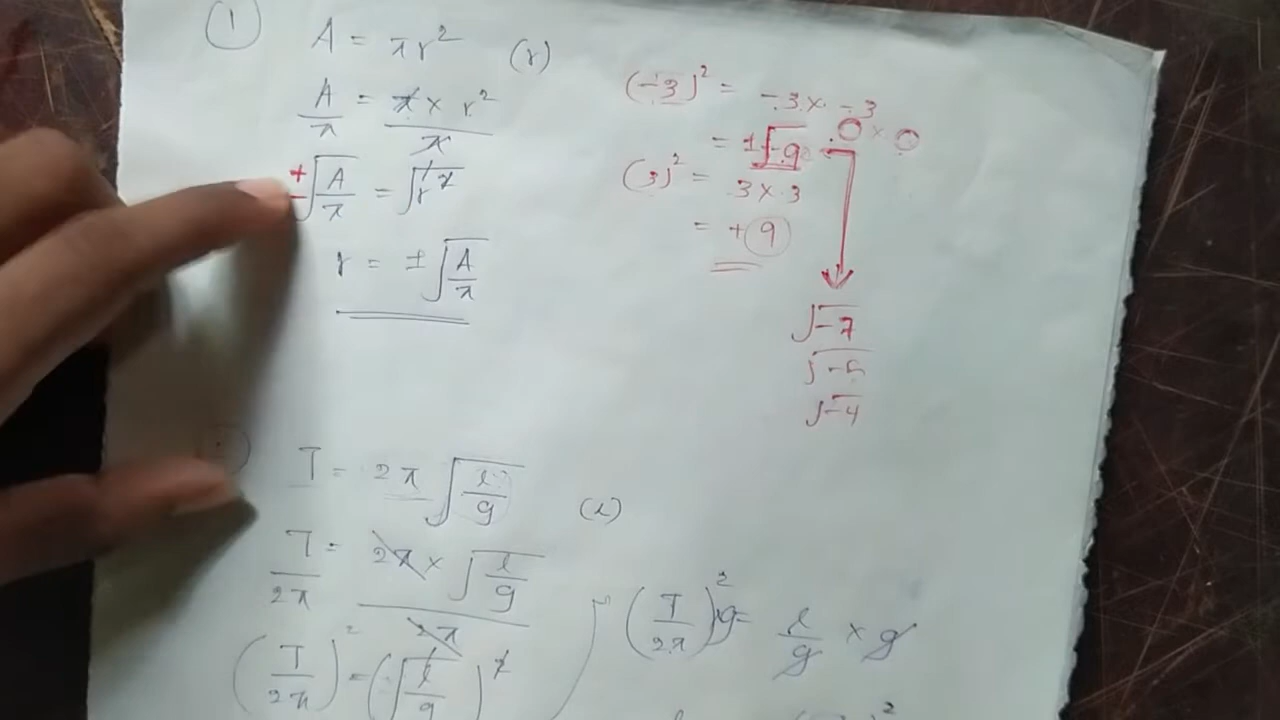 1 A = πr² (r)
A/π = π × r²/π
±√(A/π) = √r²
r = ±√(A/π)
(-3)² = -3 × -3
= ±√-9
(3)² = 3 × 3
= +9
√-7
√-4
T = 2π√(l/g) (l)
T/2π = 2π × √(l/g)/2π
(T/2π)² = (√(l/g))²
(T/2π)² g = l/g × g